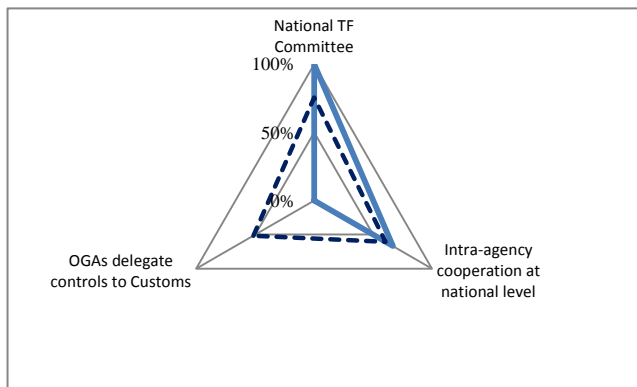 National TF
Committee
100%
50%
0%
OGAs delegate
controls to Customs
Intra-agency
cooperation at
national level